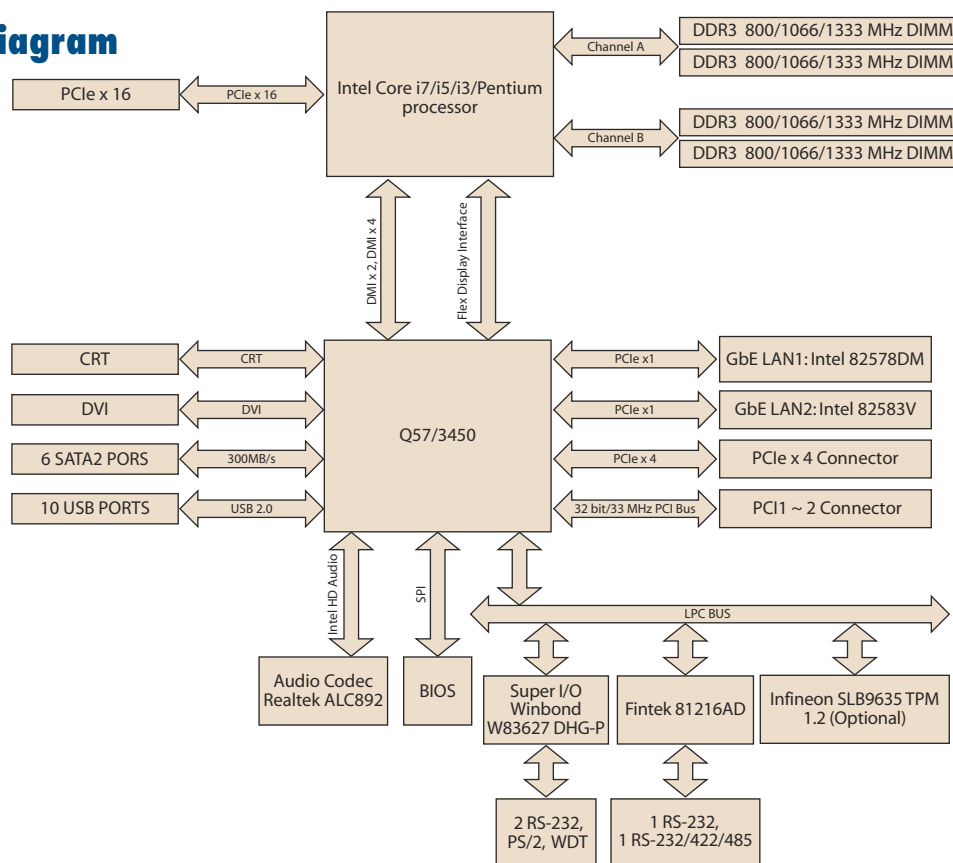 iagram
PCIe x 16
PCIe x 16
Intel Core i7/i5/i3/Pentium
processor
Channel A
DDR3 800/1066/1333 MHz DIMM
DDR3 800/1066/1333 MHz DIMM
Channel B
DDR3 800/1066/1333 MHz DIMM
DDR3 800/1066/1333 MHz DIMM
DMI x 2, DMI x 4
Flex Display Interface
CRT
CRT
DVI
DVI
6 SATA2 PORS
300MB/s
10 USB PORTS
USB 2.0
Q57/3450
PCIe x1
GbE LAN1: Intel 82578DM
PCIe x1
GbE LAN2: Intel 82583V
PCIe x 4
PCIe x 4 Connector
32 bit/33 MHz PCI Bus
PCI1 ~ 2 Connector
Intel HD Audio
SPI
LPC BUS
Audio Codec
Realtek ALC892
BIOS
Super I/O
Winbond
W83627 DHG-P
Fintek 81216AD
Infineon SLB9635 TPM
1.2 (Optional)
2 RS-232,
PS/2, WDT
1 RS-232,
1 RS-232/422/485